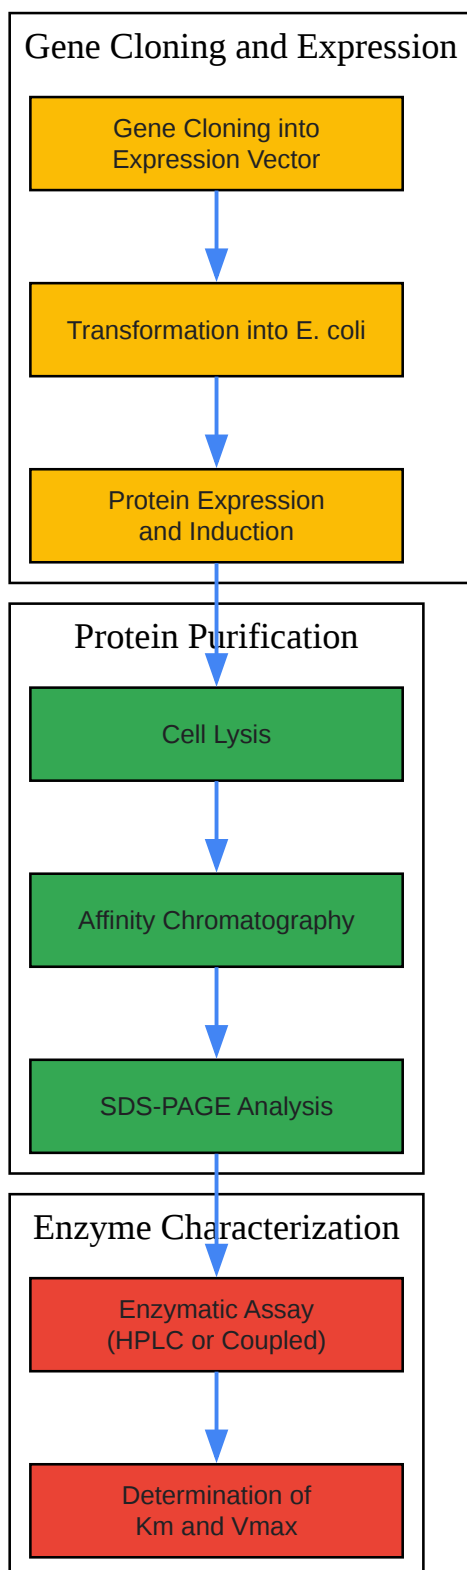 Gene Cloning and Expression
Gene Cloning into
Expression Vector
Transformation into E. coli
Protein Expression
and Induction
Protein Purification
Cell Lysis
Affinity Chromatography
SDS-PAGE Analysis
Enzyme Characterization
Enzymatic Assay
(HPLC or Coupled)
Determination of
Km and Vmax